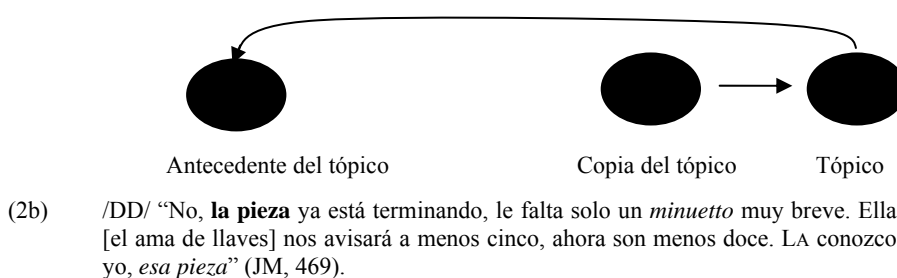 Antecedente del tópico Copia del tópico Tópico
(2b) /DD/ “No, la pieza ya está terminando, le falta solo un minuetto muy breve. Ella
[el ama de llaves] nos avisará a menos cinco, ahora son menos doce. LA conozco
yo, esa pieza” (JM, 469).